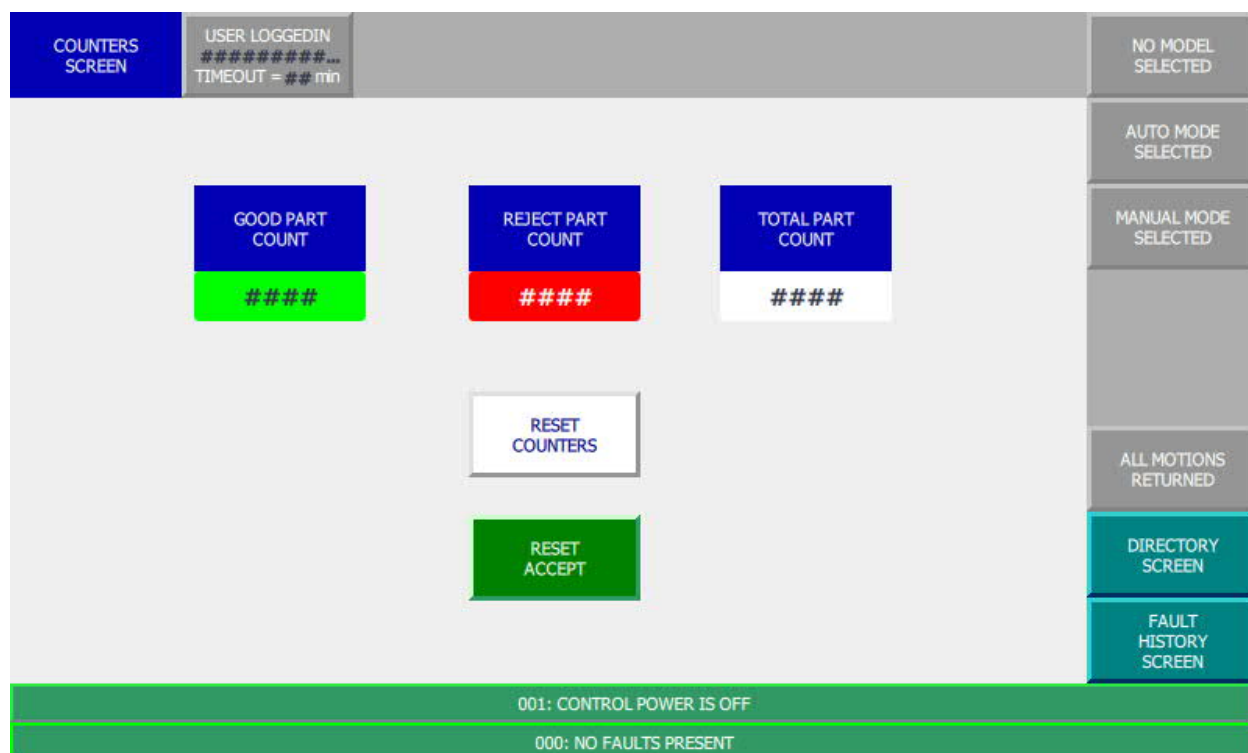 COUNTERS
SCREEN
USER LOGGEDIN
#########...
TIMEOUT = ## min
NO MODEL
SELECTED
AUTO MODE
SELECTED
MANUAL MODE
SELECTED
GOOD PART
COUNT
####
REJECT PART
COUNT
####
TOTAL PART
COUNT
####
RESET
COUNTERS
RESET
ACCEPT
ALL MOTIONS
RETURNED
DIRECTORY
SCREEN
FAULT
HISTORY
SCREEN
001: CONTROL POWER IS OFF
000: NO FAULTS PRESENT